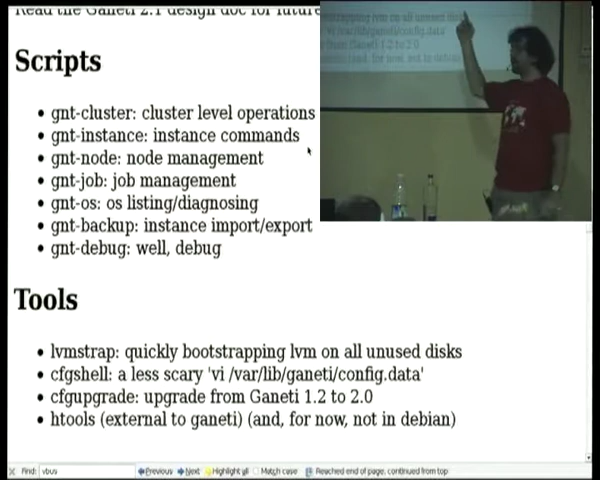 Read the Ganeti 2.1 design doc for future
Scripts
• gnt-cluster: cluster level operations
• gnt-instance: instance commands
• gnt-node: node management
• gnt-job: job management
• gnt-os: os listing/diagnosing
• gnt-backup: instance import/export
• gnt-debug: well, debug
Tools
• lvmstrap: quickly bootstrapping lvm on all unused disks
• cfgshell: a less scary 'vi /var/lib/ganeti/config.data'
• cfgupgrade: upgrade from Ganeti 1.2 to 2.0
• htools (external to ganeti) (and, for now, not in debian)
Find: vbus Previous Next Highlight all Match case Reached end of page, continued from top